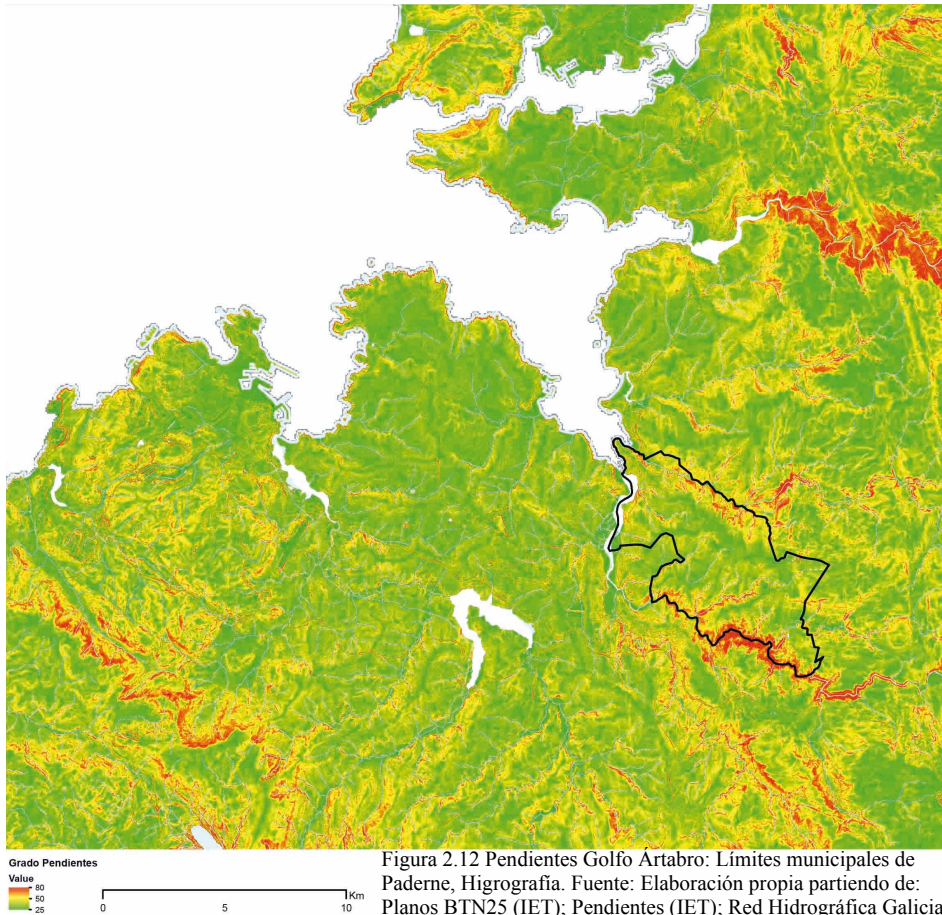 Grado Pendientes
Value
80
50
25
0 5 10 Km
Figura 2.12 Pendientes Golfo Ártabro: Límites municipales de
Paderne, Higrografía. Fuente: Elaboración propia partiendo de:
Planos BTN25 (IET); Pendientes (IET); Red Hidrográfica Galicia